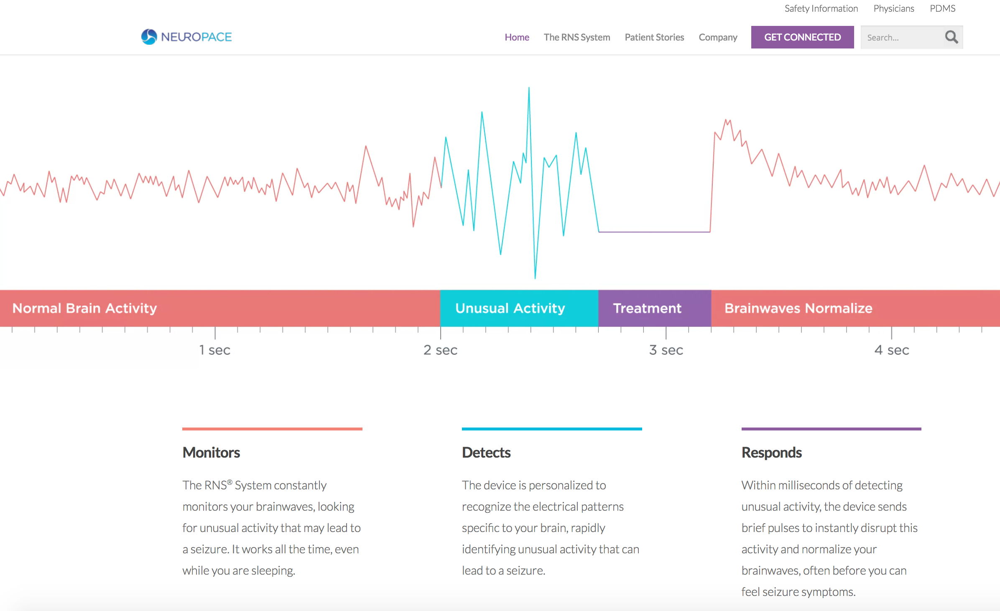 Safety Information Physicians PDMS
NEUROPACE Home The RNS System Patient Stories Company GET CONNECTED Search...
Normal Brain Activity Unusual Activity Treatment Brainwaves Normalize
1 sec 2 sec 3 sec 4 sec
Monitors
The RNS® System constantly
monitors your brainwaves, looking
for unusual activity that may lead to
a seizure. It works all the time, even
while you are sleeping.
Detects
The device is personalized to
recognize the electrical patterns
specific to your brain, rapidly
identifying unusual activity that can
lead to a seizure.
Responds
Within milliseconds of detecting
unusual activity, the device sends
brief pulses to instantly disrupt this
activity and normalize your
brainwaves, often before you can
feel seizure symptoms.